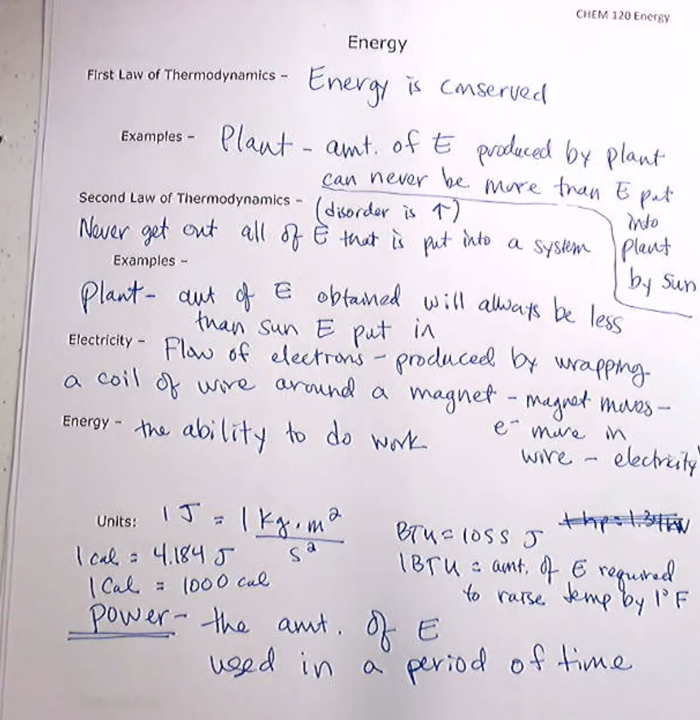 CHEM 120 Energy
Energy
First Law of Thermodynamics - Energy is conserved
Examples - Plant - amt. of E produced by plant
can never be more than E put
into
plant
by sun
Second Law of Thermodynamics - (disorder is ↑)
Never get out all of E that is put into a system
Examples -
Plant - amt of E obtained will always be less
than sun E put in
Electricity - Flow of electrons - produced by wrapping
a coil of wire around a magnet - magnet moves -
e⁻ move in
wire - electricity
Energy - the ability to do work
Units: 1 J = 1 kg·m²/s²
1 cal = 4.184 J
1 Cal = 1000 cal
1 hp = 1.34 kW
BTU = 1055 J
1 BTU = amt. of E required
to raise temp by 1°F
Power - the amt. of E
used in a period of time